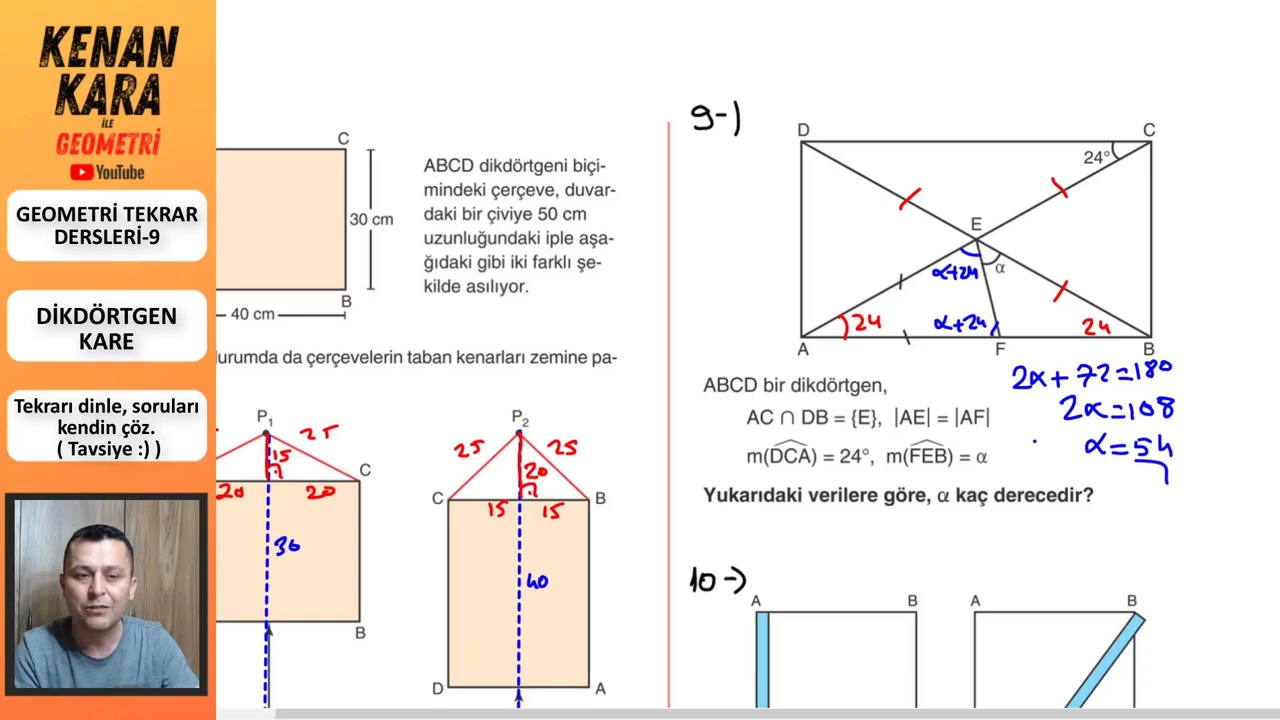 KENAN
KARA
İLE
GEOMETRİ
YouTube
GEOMETRİ TEKRAR
DERSLERİ-9
DİKDÖRTGEN
KARE
Tekrarı dinle, soruları
kendin çöz.
( Tavsiye :) )
C
30 cm
B
40 cm
ABCD dikdörtgeni biçi-
mindeki çerçeve, duvar-
daki bir çiviye 50 cm
uzunluğundaki iple aşa-
ğıdaki gibi iki farklı şe-
kilde asılıyor.
urumda da çerçevelerin taban kenarları zemine pa-
P1
25
15
C
20
20
30
B
P2
25
25
20
C
B
15
15
40
D
A
9-)
D
C
24°
E
α+24
α
24
α+24
24
A
F
B
2α + 72 = 180
2α = 108
α = 54
ABCD bir dikdörtgen,
AC ∩ DB = {E}, |AE| = |AF|
m(DCA) = 24°, m(FEB) = α
Yukarıdaki verilere göre, α kaç derecedir?
10-)
A
B
A
B